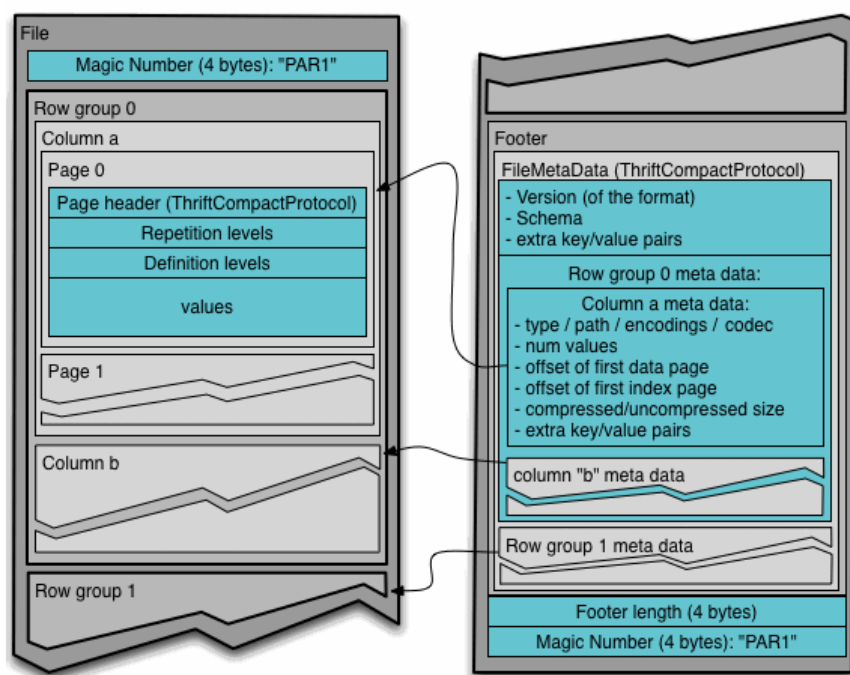 File
Magic Number (4 bytes): "PAR1"
Row group 0
Column a
Page 0
Page header (ThriftCompactProtocol)
Repetition levels
Definition levels
values
Page 1
Column b
Row group 1
Footer
FileMetaData (ThriftCompactProtocol)
- Version (of the format)
- Schema
- extra key/value pairs
Row group 0 meta data:
Column a meta data:
- type / path / encodings / codec
- num values
- offset of first data page
- offset of first index page
- compressed/uncompressed size
- extra key/value pairs
column "b" meta data
Row group 1 meta data
Footer length (4 bytes)
Magic Number (4 bytes): "PAR1"